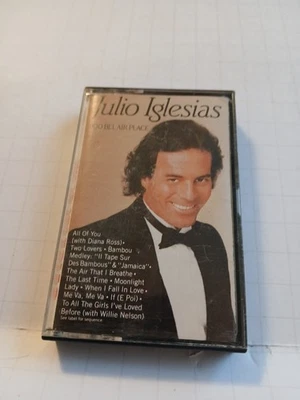 Julio Iglesias
1100 BEL AIR PLACE
All Of You
(with Diana Ross)•
Two Lovers • Bambou
Medley: "Il Tape Sur
Des Bambous" & "Jamaica" •
The Air That I Breathe •
The Last Time • Moonlight
Lady • When I Fall In Love •
Me Va, Me Va • If (E Poi) •
To All The Girls I've Loved
Before (with Willie Nelson)
See label for sequence